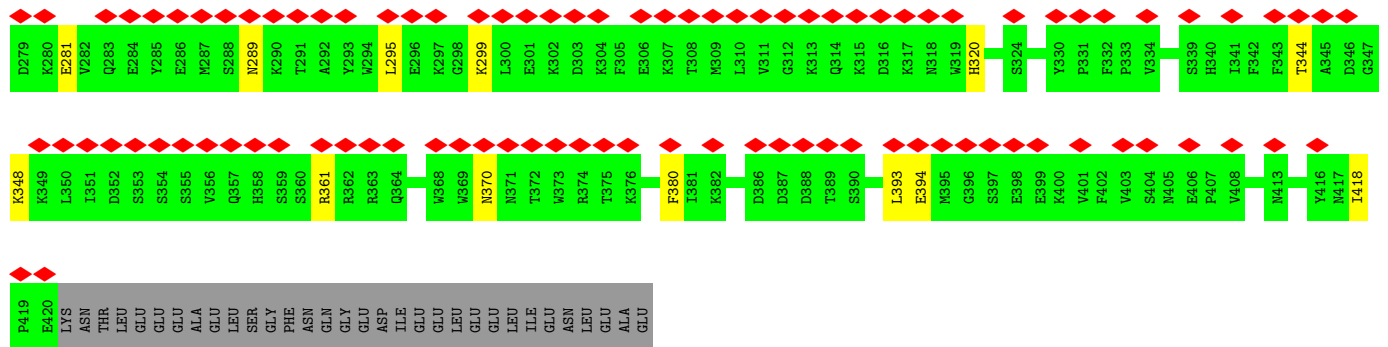 D279 K280 E281 V282 Q283 E284 Y285 E286 M287 S288 N289 K290 T291 A292 Y293 W294 L295 E296 K297 G298 K299 L300 E301 K302 D303 K304 F305 E306 K307 T308 M309 L310 V311 G312 K313 Q314 K315 D316 K317 N318 W319 H320 S324 Y330 P331 F332 P333 V334 S339 H340 I341 F342 F343 T344 A345 D346 G347
K348 K349 L350 I351 D352 S353 S354 S355 V356 Q357 H358 S359 S360 R361 R362 R363 Q364 W368 W369 N370 N371 T372 W373 R374 T375 K376 F380 I381 K382 D386 D387 D388 T389 S390 L393 E394 M395 G396 S397 E398 E399 K400 V401 F402 V403 S404 N405 E406 P407 V408 N413 Y416 N417 I418
P419 E420 LYS ASN THR LEU GLU GLU GLU ALA GLU LEU SER GLY PHE ASN GLN GLY GLU ASP ILE GLU GLU LEU GLU GLU LEU ILE GLU ASN LEU GLU ALA GLU